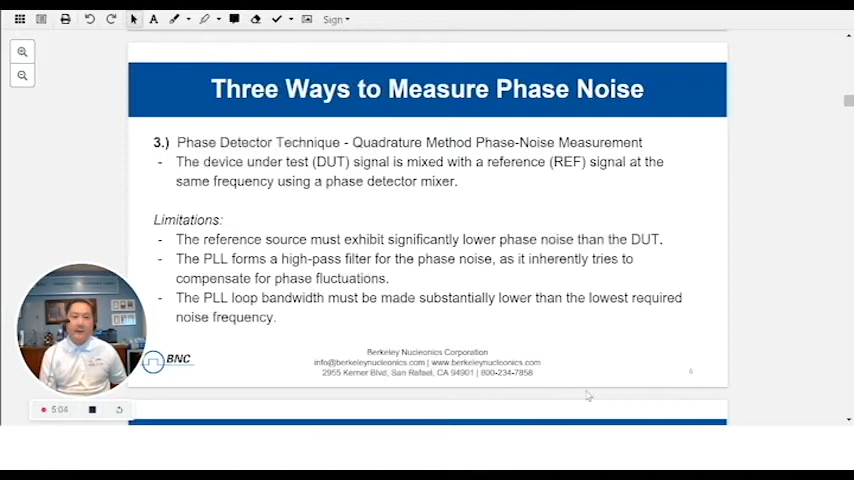 Sign
Three Ways to Measure Phase Noise
3.) Phase Detector Technique - Quadrature Method Phase-Noise Measurement
- The device under test (DUT) signal is mixed with a reference (REF) signal at the
same frequency using a phase detector mixer.
Limitations:
- The reference source must exhibit significantly lower phase noise than the DUT.
- The PLL forms a high-pass filter for the phase noise, as it inherently tries to
compensate for phase fluctuations.
- The PLL loop bandwidth must be made substantially lower than the lowest required
noise frequency.
BNC
Berkeley Nucleonics Corporation
info@berkeleynucleonics.com | www.berkeleynucleonics.com
2955 Kerner Blvd, San Rafael, CA 94901 | 800-234-7858
6
5:04